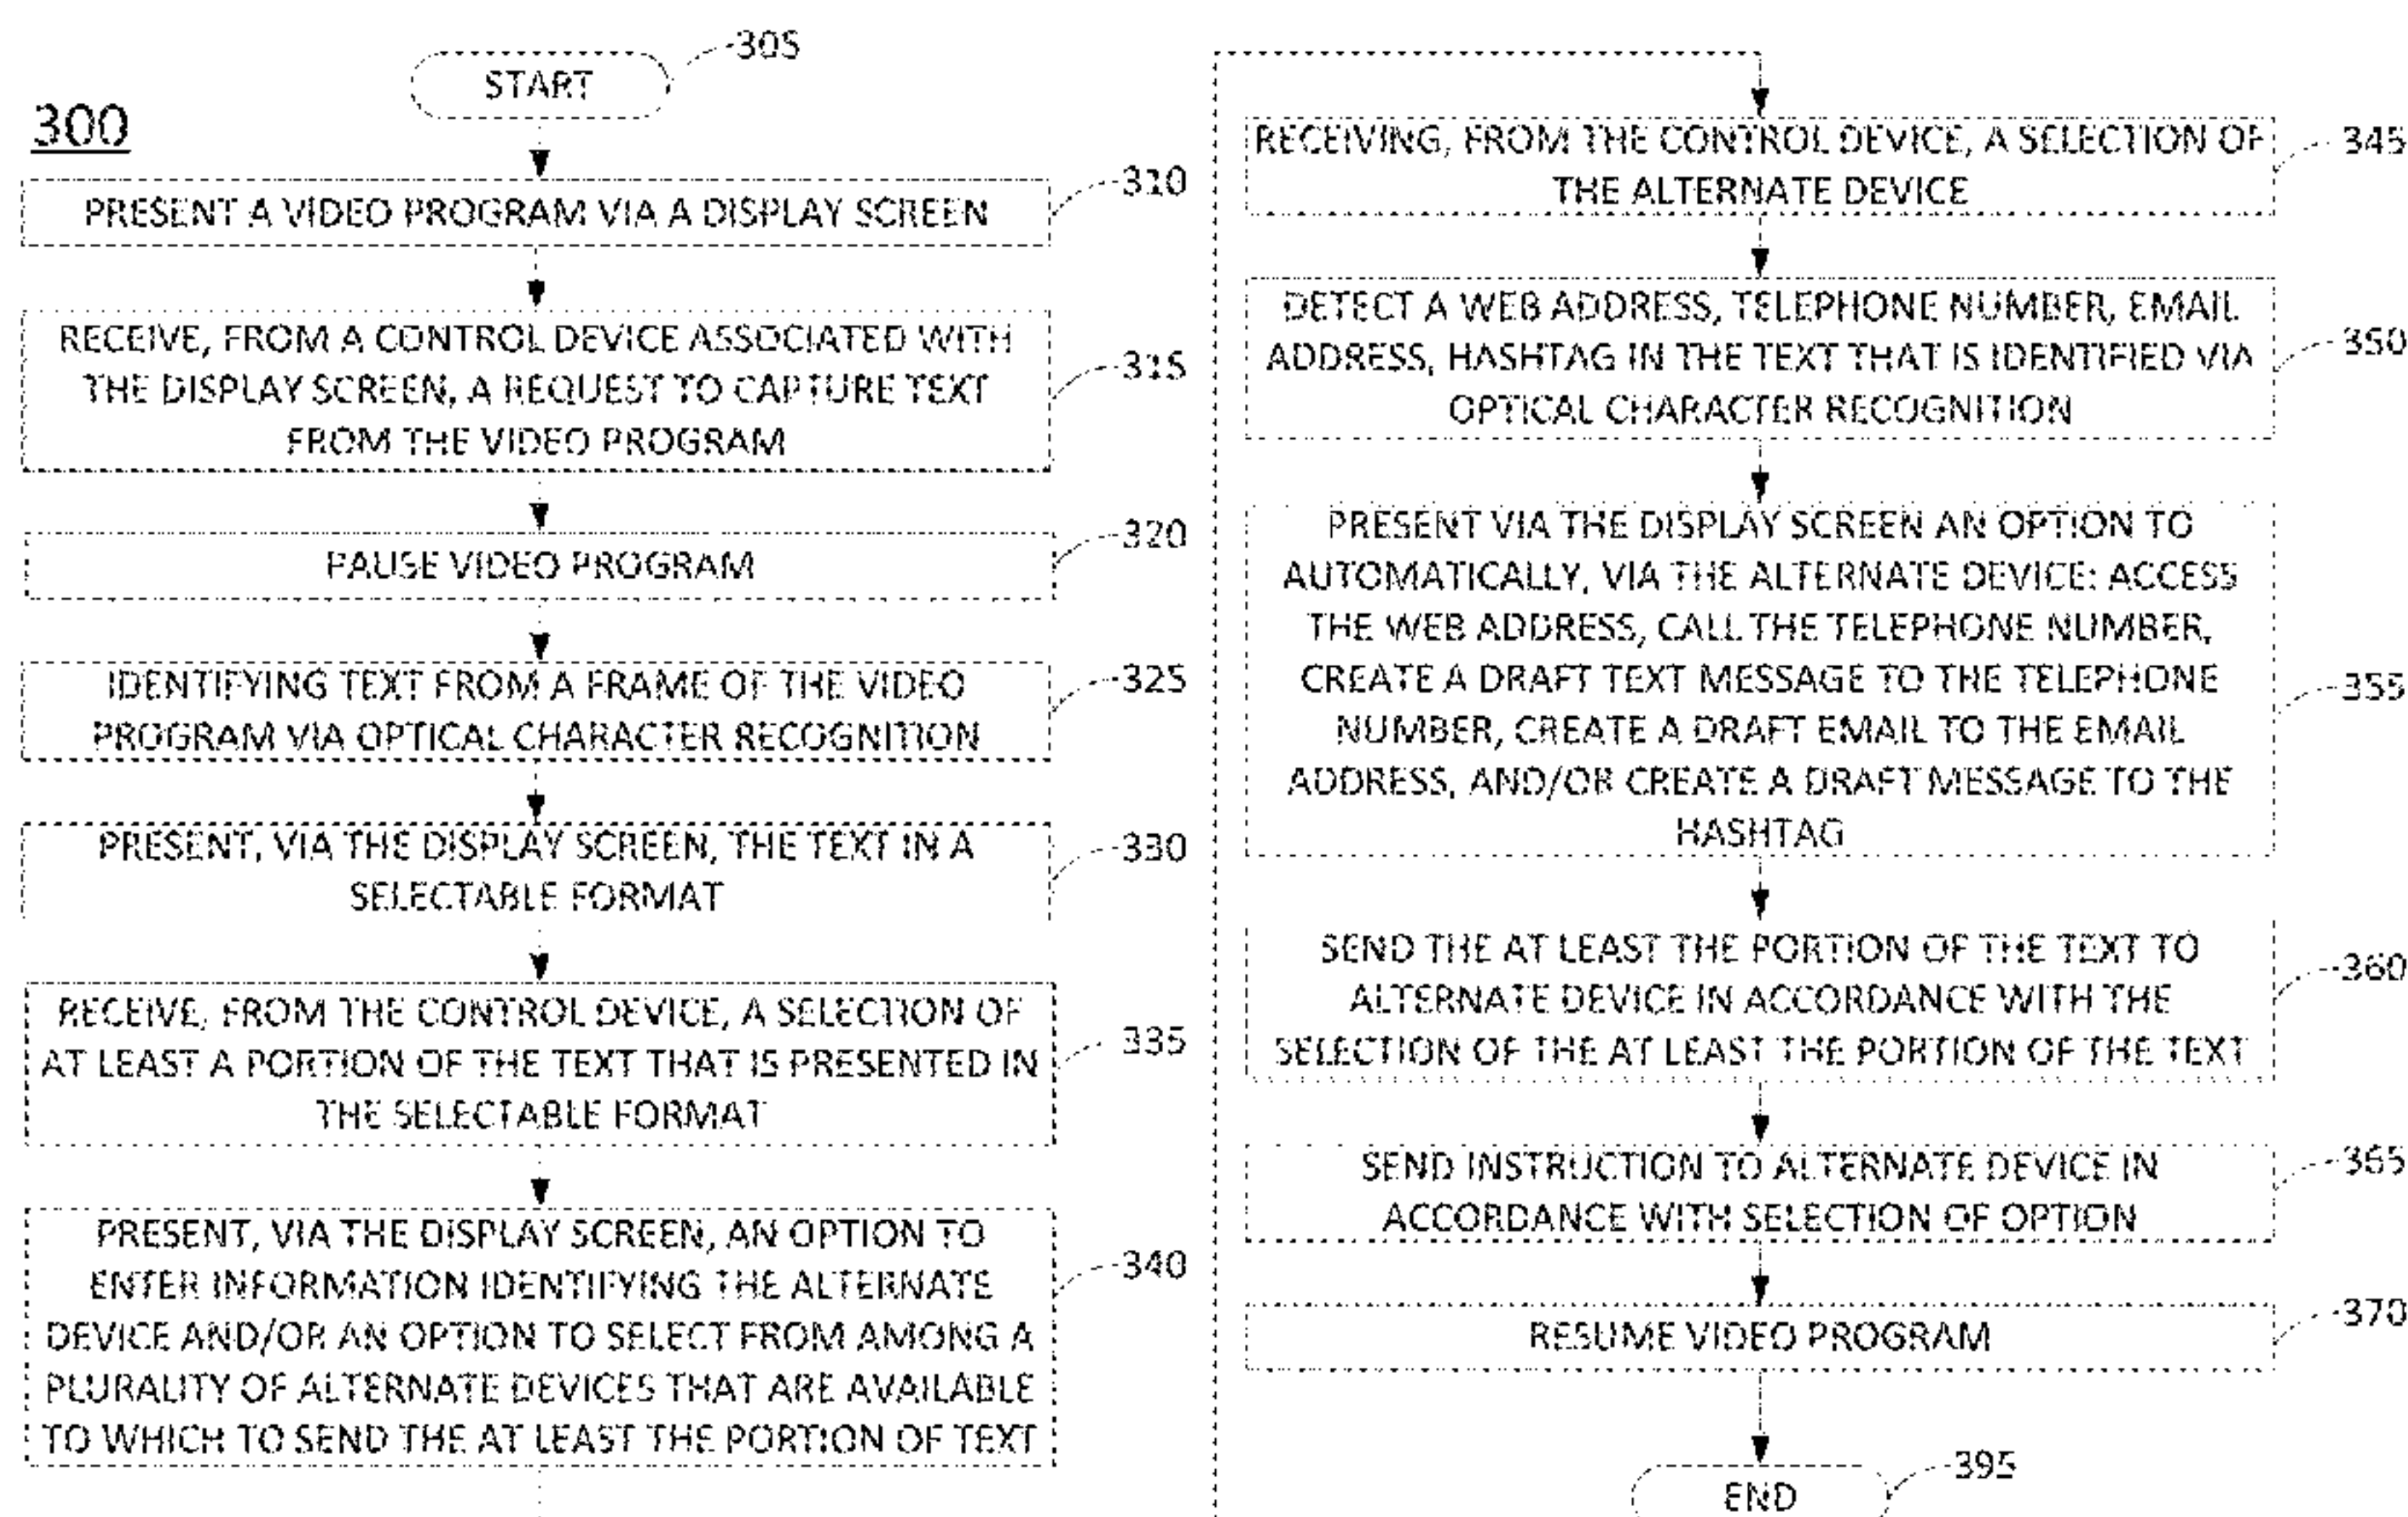 300
START
305
PRESENT A VIDEO PROGRAM VIA A DISPLAY SCREEN
310
RECEIVE, FROM A CONTROL DEVICE ASSOCIATED WITH
THE DISPLAY SCREEN, A REQUEST TO CAPTURE TEXT
FROM THE VIDEO PROGRAM
315
PAUSE VIDEO PROGRAM
320
IDENTIFYING TEXT FROM A FRAME OF THE VIDEO
PROGRAM VIA OPTICAL CHARACTER RECOGNITION
325
PRESENT, VIA THE DISPLAY SCREEN, THE TEXT IN A
SELECTABLE FORMAT
330
RECEIVE, FROM THE CONTROL DEVICE, A SELECTION OF
AT LEAST A PORTION OF THE TEXT THAT IS PRESENTED IN
THE SELECTABLE FORMAT
335
PRESENT, VIA THE DISPLAY SCREEN, AN OPTION TO
ENTER INFORMATION IDENTIFYING THE ALTERNATE
DEVICE AND/OR AN OPTION TO SELECT FROM AMONG A
PLURALITY OF ALTERNATE DEVICES THAT ARE AVAILABLE
TO WHICH TO SEND THE AT LEAST THE PORTION OF TEXT
340
RECEIVING, FROM THE CONTROL DEVICE, A SELECTION OF
THE ALTERNATE DEVICE
345
DETECT A WEB ADDRESS, TELEPHONE NUMBER, EMAIL
ADDRESS, HASHTAG IN THE TEXT THAT IS IDENTIFIED VIA
OPTICAL CHARACTER RECOGNITION
350
PRESENT VIA THE DISPLAY SCREEN AN OPTION TO
AUTOMATICALLY, VIA THE ALTERNATE DEVICE: ACCESS
THE WEB ADDRESS, CALL THE TELEPHONE NUMBER,
CREATE A DRAFT TEXT MESSAGE TO THE TELEPHONE
NUMBER, CREATE A DRAFT EMAIL TO THE EMAIL
ADDRESS, AND/OR CREATE A DRAFT MESSAGE TO THE
HASHTAG
355
SEND THE AT LEAST THE PORTION OF THE TEXT TO
ALTERNATE DEVICE IN ACCORDANCE WITH THE
SELECTION OF THE AT LEAST THE PORTION OF THE TEXT
360
SEND INSTRUCTION TO ALTERNATE DEVICE IN
ACCORDANCE WITH SELECTION OF OPTION
365
RESUME VIDEO PROGRAM
370
END
395